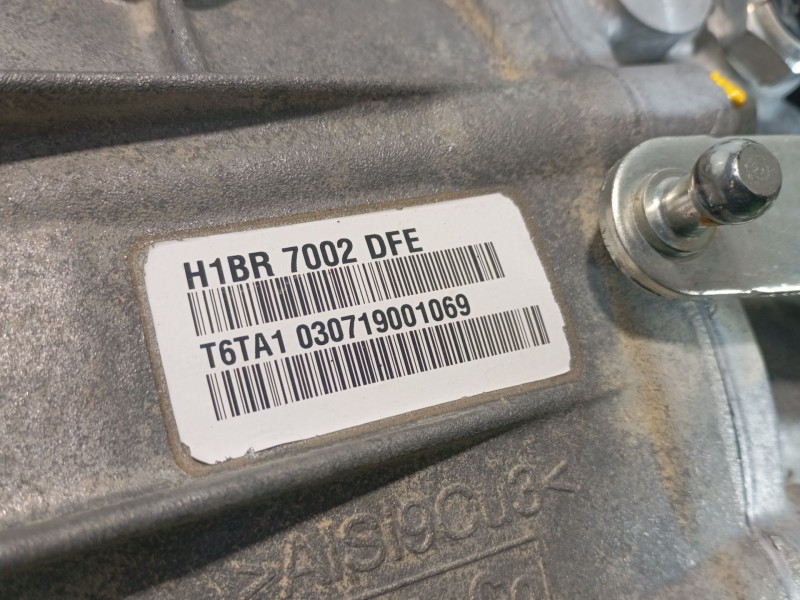 H1BR 7002 DFE
T6TA1 030719001069
>AlSi9Cu3<